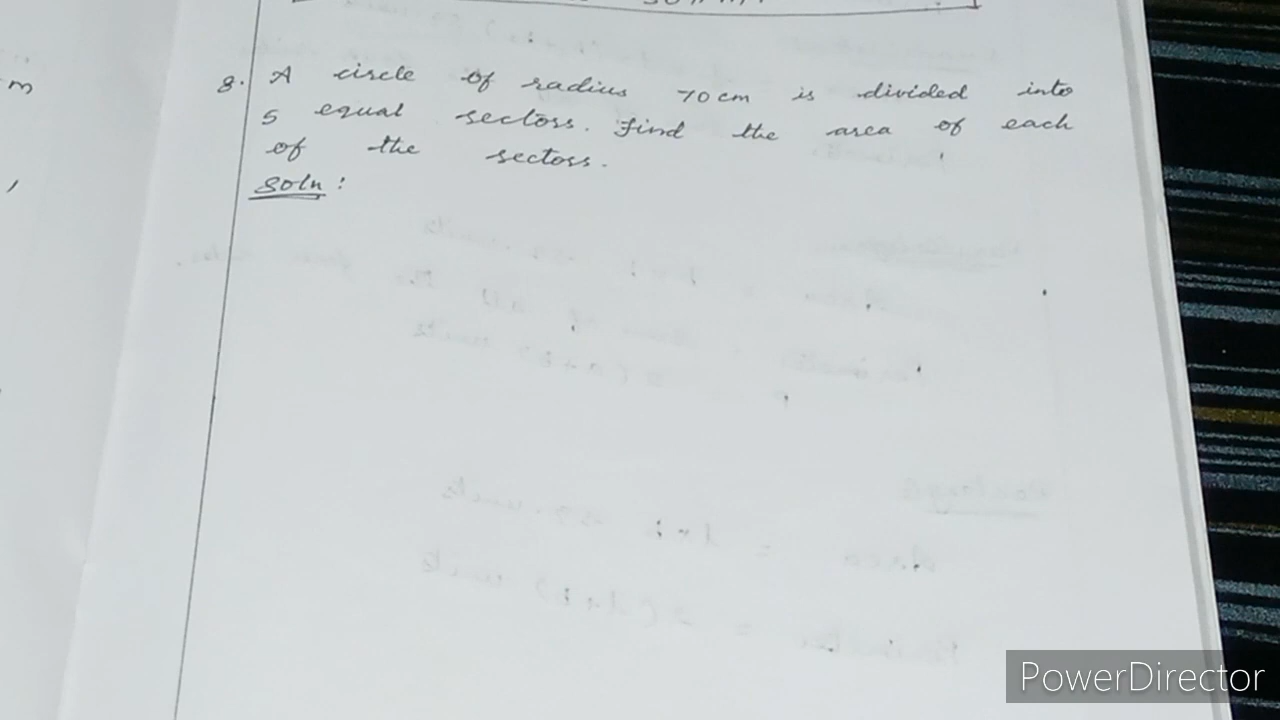 m
,
8. A circle of radius 70 cm is divided into
5 equal sectors. Find the area of each
of the sectors.
Soln :
PowerDirector